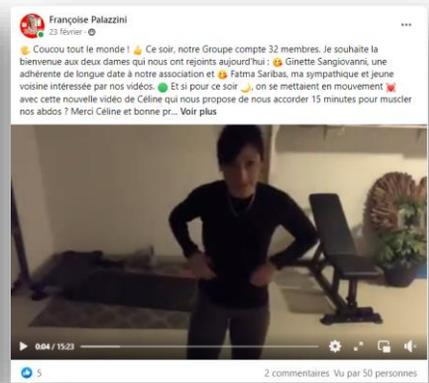 Françoise Palazzini
23 février ·
👋 Coucou tout le monde ! 👍 Ce soir, notre Groupe compte 32 membres. Je souhaite la
bienvenue aux deux dames qui nous ont rejoints aujourd'hui : 😘 Ginette Sangiovanni, une
adhérente de longue date à notre association et 😘 Fatma Saribas, ma sympathique et jeune
voisine intéressée par nos vidéos. 🟢 Et si pour ce soir 🌙, on se mettaient en mouvement 💓
avec cette nouvelle vidéo de Céline qui nous propose de nous accorder 15 minutes pour muscler
nos abdos ? Merci Céline et bonne pr... Voir plus
0:04 / 15:23
5
2 commentaires Vu par 50 personnes